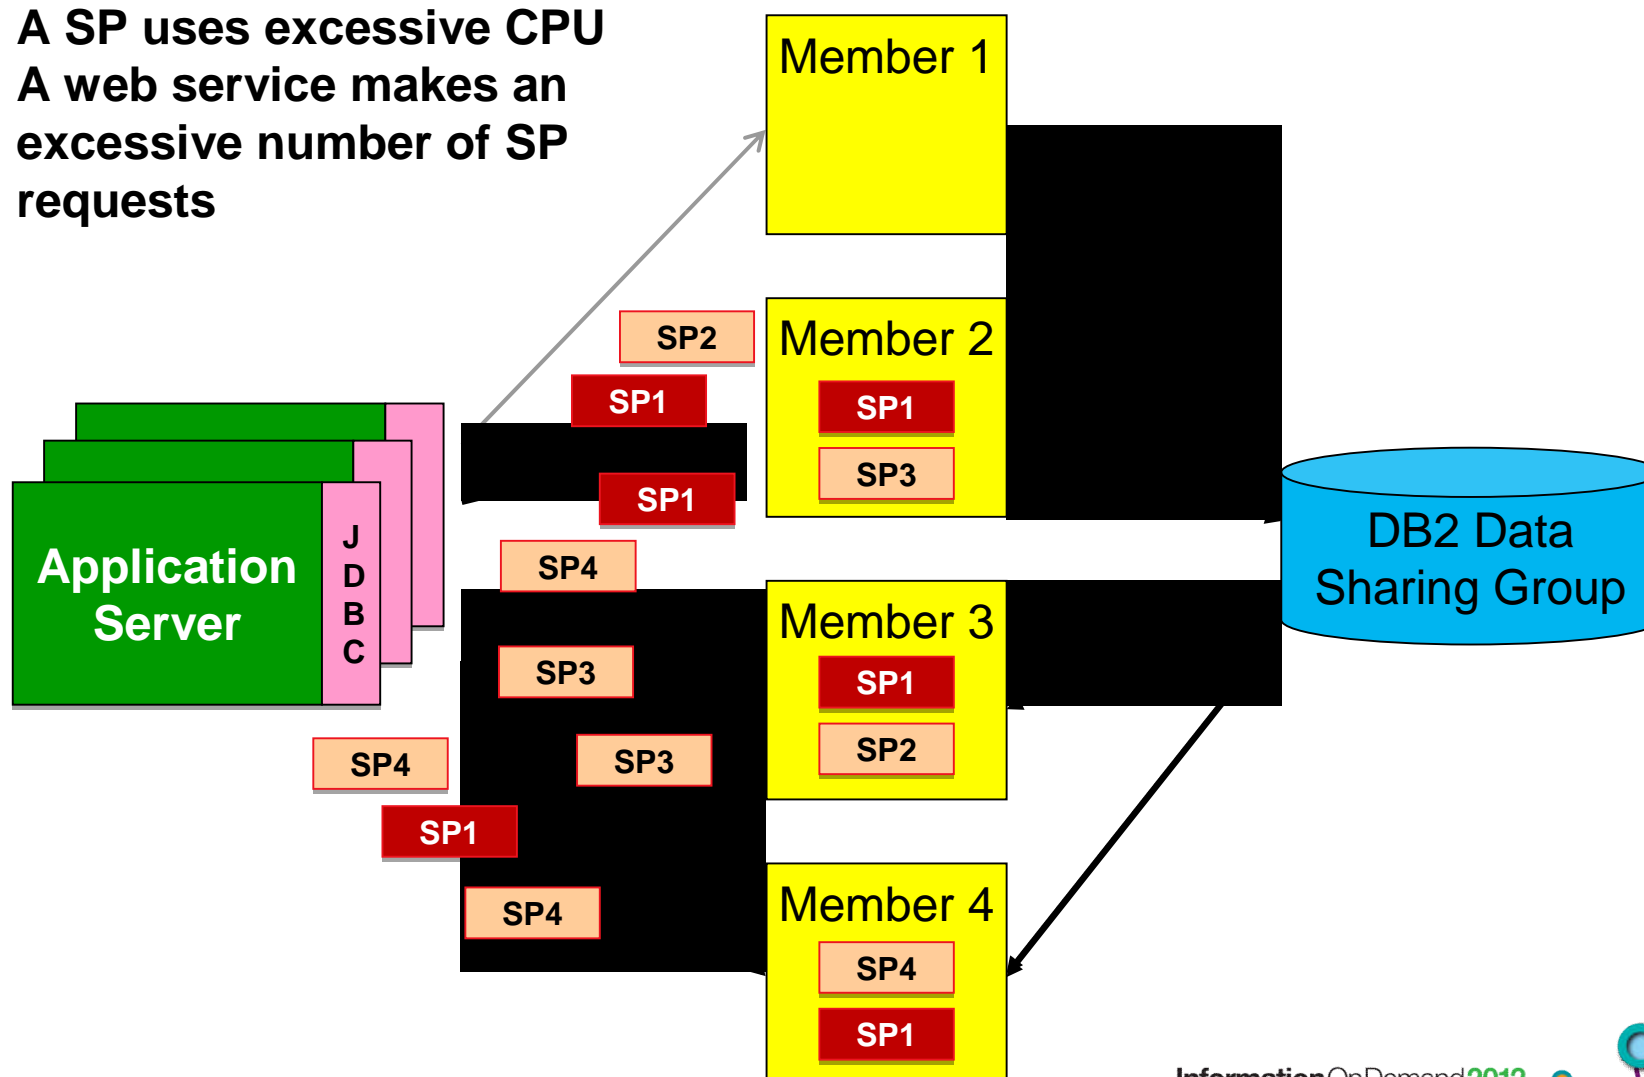 A SP uses excessive CPU
A web service makes an
excessive number of SP
requests
Member 1
Member 2
SP2
SP1
SP1
SP3
SP1
SP4
Application
Server
J
D
B
C
DB2 Data
Sharing Group
Member 3
SP1
SP2
SP3
SP3
SP4
SP1
SP4
Member 4
SP4
SP1
InformationOnDemand2012